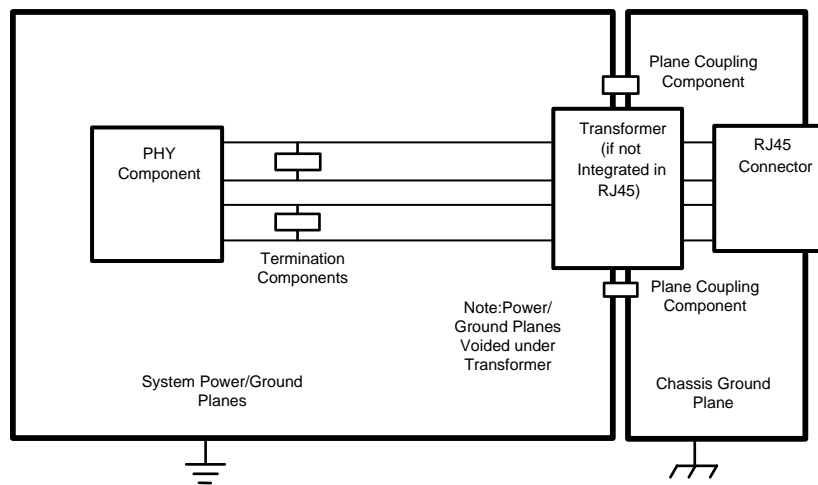 Plane Coupling
Component
PHY
Component
Transformer
(if not
Integrated in
RJ45)
RJ45
Connector
Termination
Components
Plane Coupling
Component
Note:Power/
Ground Planes
Voided under
Transformer
System Power/Ground
Planes
Chassis Ground
Plane